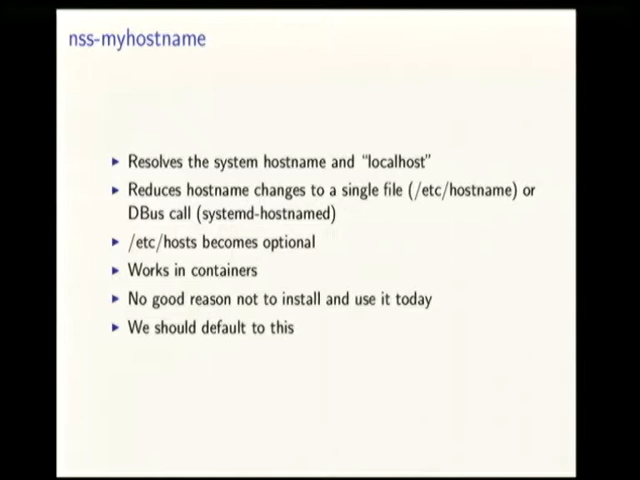 nss-myhostname
▶ Resolves the system hostname and “localhost”
▶ Reduces hostname changes to a single file (/etc/hostname) or
DBus call (systemd-hostnamed)
▶ /etc/hosts becomes optional
▶ Works in containers
▶ No good reason not to install and use it today
▶ We should default to this